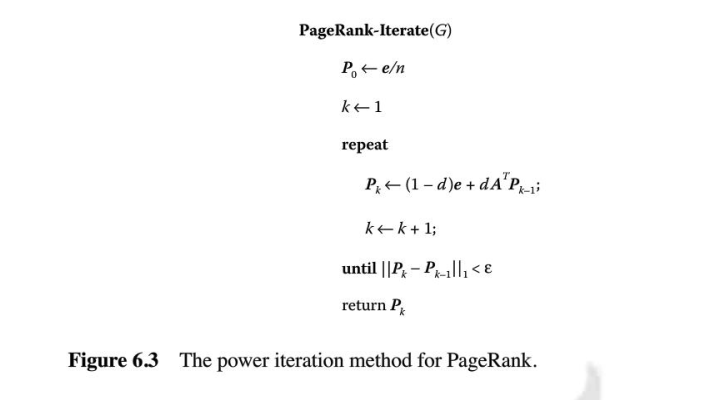 PageRank-Iterate(G)
P₀ ← e/n
k ← 1
repeat
Pₖ ← (1 – d)e + dAᵀPₖ₋₁;
k ← k + 1;
until ||Pₖ – Pₖ₋₁||₁ < ε
return Pₖ
Figure 6.3 The power iteration method for PageRank.